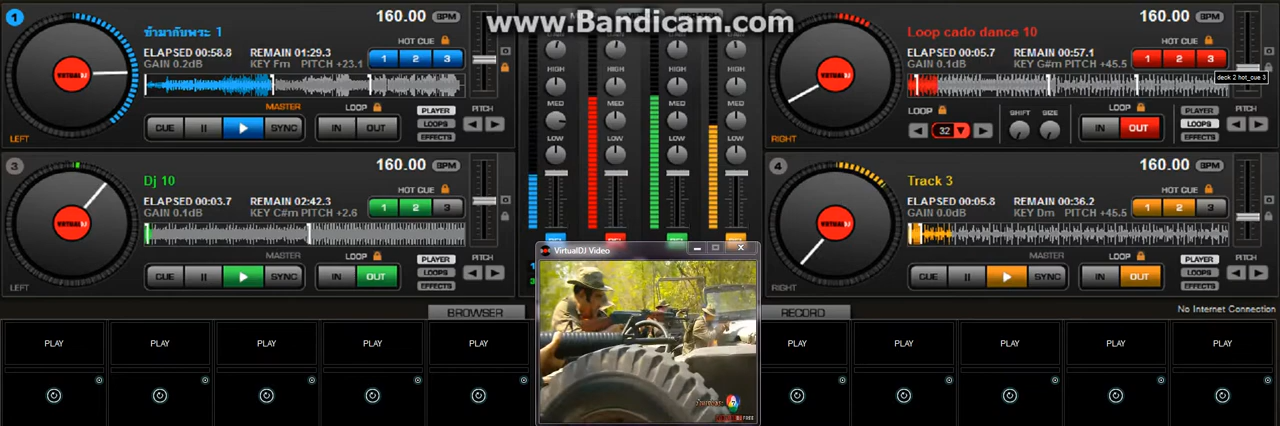 www.Bandicam.com
1
160.00 BPM
ข้ามากับพระ 1
HOT CUE
ELAPSED 00:58.8 REMAIN 01:29.3
GAIN 0.2dB KEY Fm PITCH +23.1
1 2 3
MASTER LOOP
PLAYER
LOOPS
EFFECTS
PITCH
LEFT
CUE SYNC IN OUT
HIGH
MED
LOW
HIGH
MED
LOW
160.00 BPM
Loop cado dance 10
HOT CUE
ELAPSED 00:05.7 REMAIN 00:57.1
GAIN 0.1dB KEY G#m PITCH +45.5
1 2 3
deck 2 hot_cue 3
LOOP 32 SHIFT SIZE LOOP
IN OUT
PLAYER
LOOPS
EFFECTS
PITCH
RIGHT
VIRTUALDJ
3
160.00 BPM
Dj 10
HOT CUE
ELAPSED 00:03.7 REMAIN 02:42.3
GAIN 0.1dB KEY C#m PITCH +2.6
1 2 3
MASTER LOOP
PLAYER
LOOPS
EFFECTS
PITCH
LEFT
CUE SYNC IN OUT
VirtualDJ Video
4
160.00 BPM
Track 3
HOT CUE
ELAPSED 00:05.8 REMAIN 00:36.2
GAIN 0.0dB KEY Dm PITCH +45.5
1 2 3
MASTER LOOP
PLAYER
LOOPS
EFFECTS
PITCH
RIGHT
CUE SYNC IN OUT
BROWSER
RECORD
No Internet Connection
PLAY PLAY PLAY PLAY PLAY PLAY PLAY PLAY PLAY PLAY